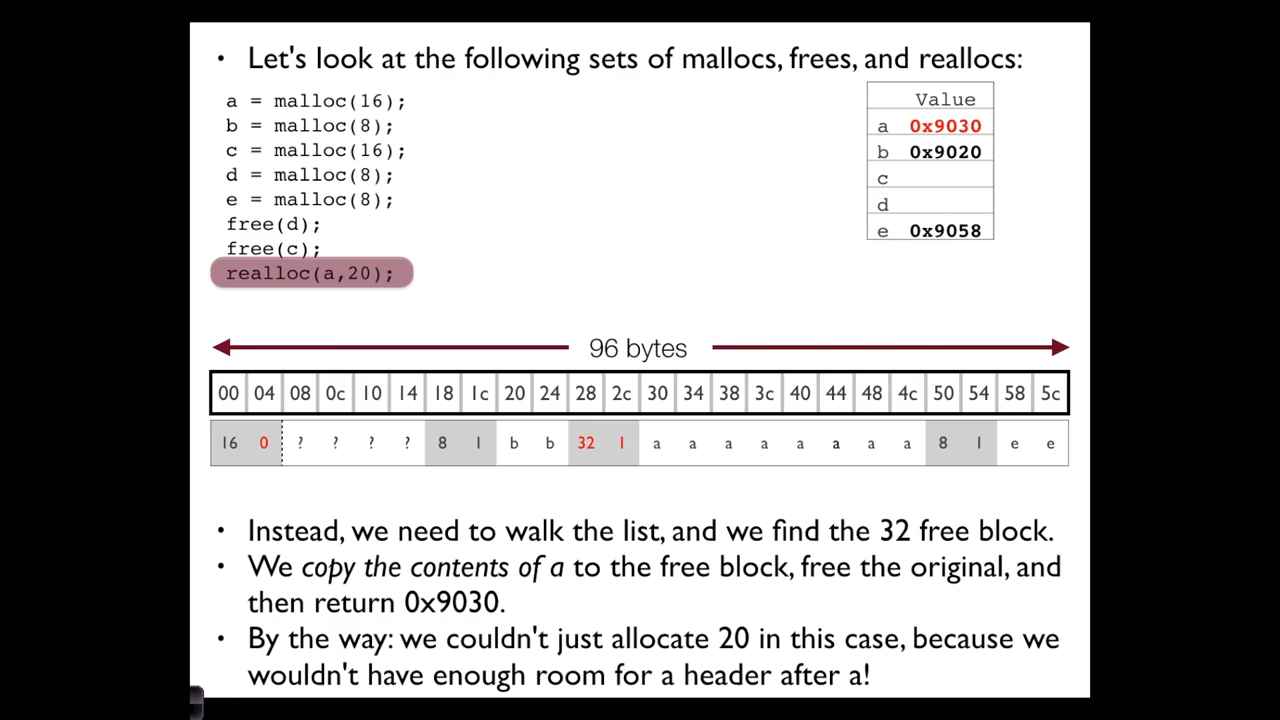 • Let's look at the following sets of mallocs, frees, and reallocs:
a = malloc(16);
b = malloc(8);
c = malloc(16);
d = malloc(8);
e = malloc(8);
free(d);
free(c);
realloc(a,20);
Value
a 0x9030
b 0x9020
c
d
e 0x9058
96 bytes
00 04 08 0c 10 14 18 1c 20 24 28 2c 30 34 38 3c 40 44 48 4c 50 54 58 5c
16 0 ? ? ? ? 8 1 b b 32 1 a a a a a a a a 8 1 e e
• Instead, we need to walk the list, and we find the 32 free block.
• We copy the contents of a to the free block, free the original, and
then return 0x9030.
• By the way: we couldn't just allocate 20 in this case, because we
wouldn't have enough room for a header after a!